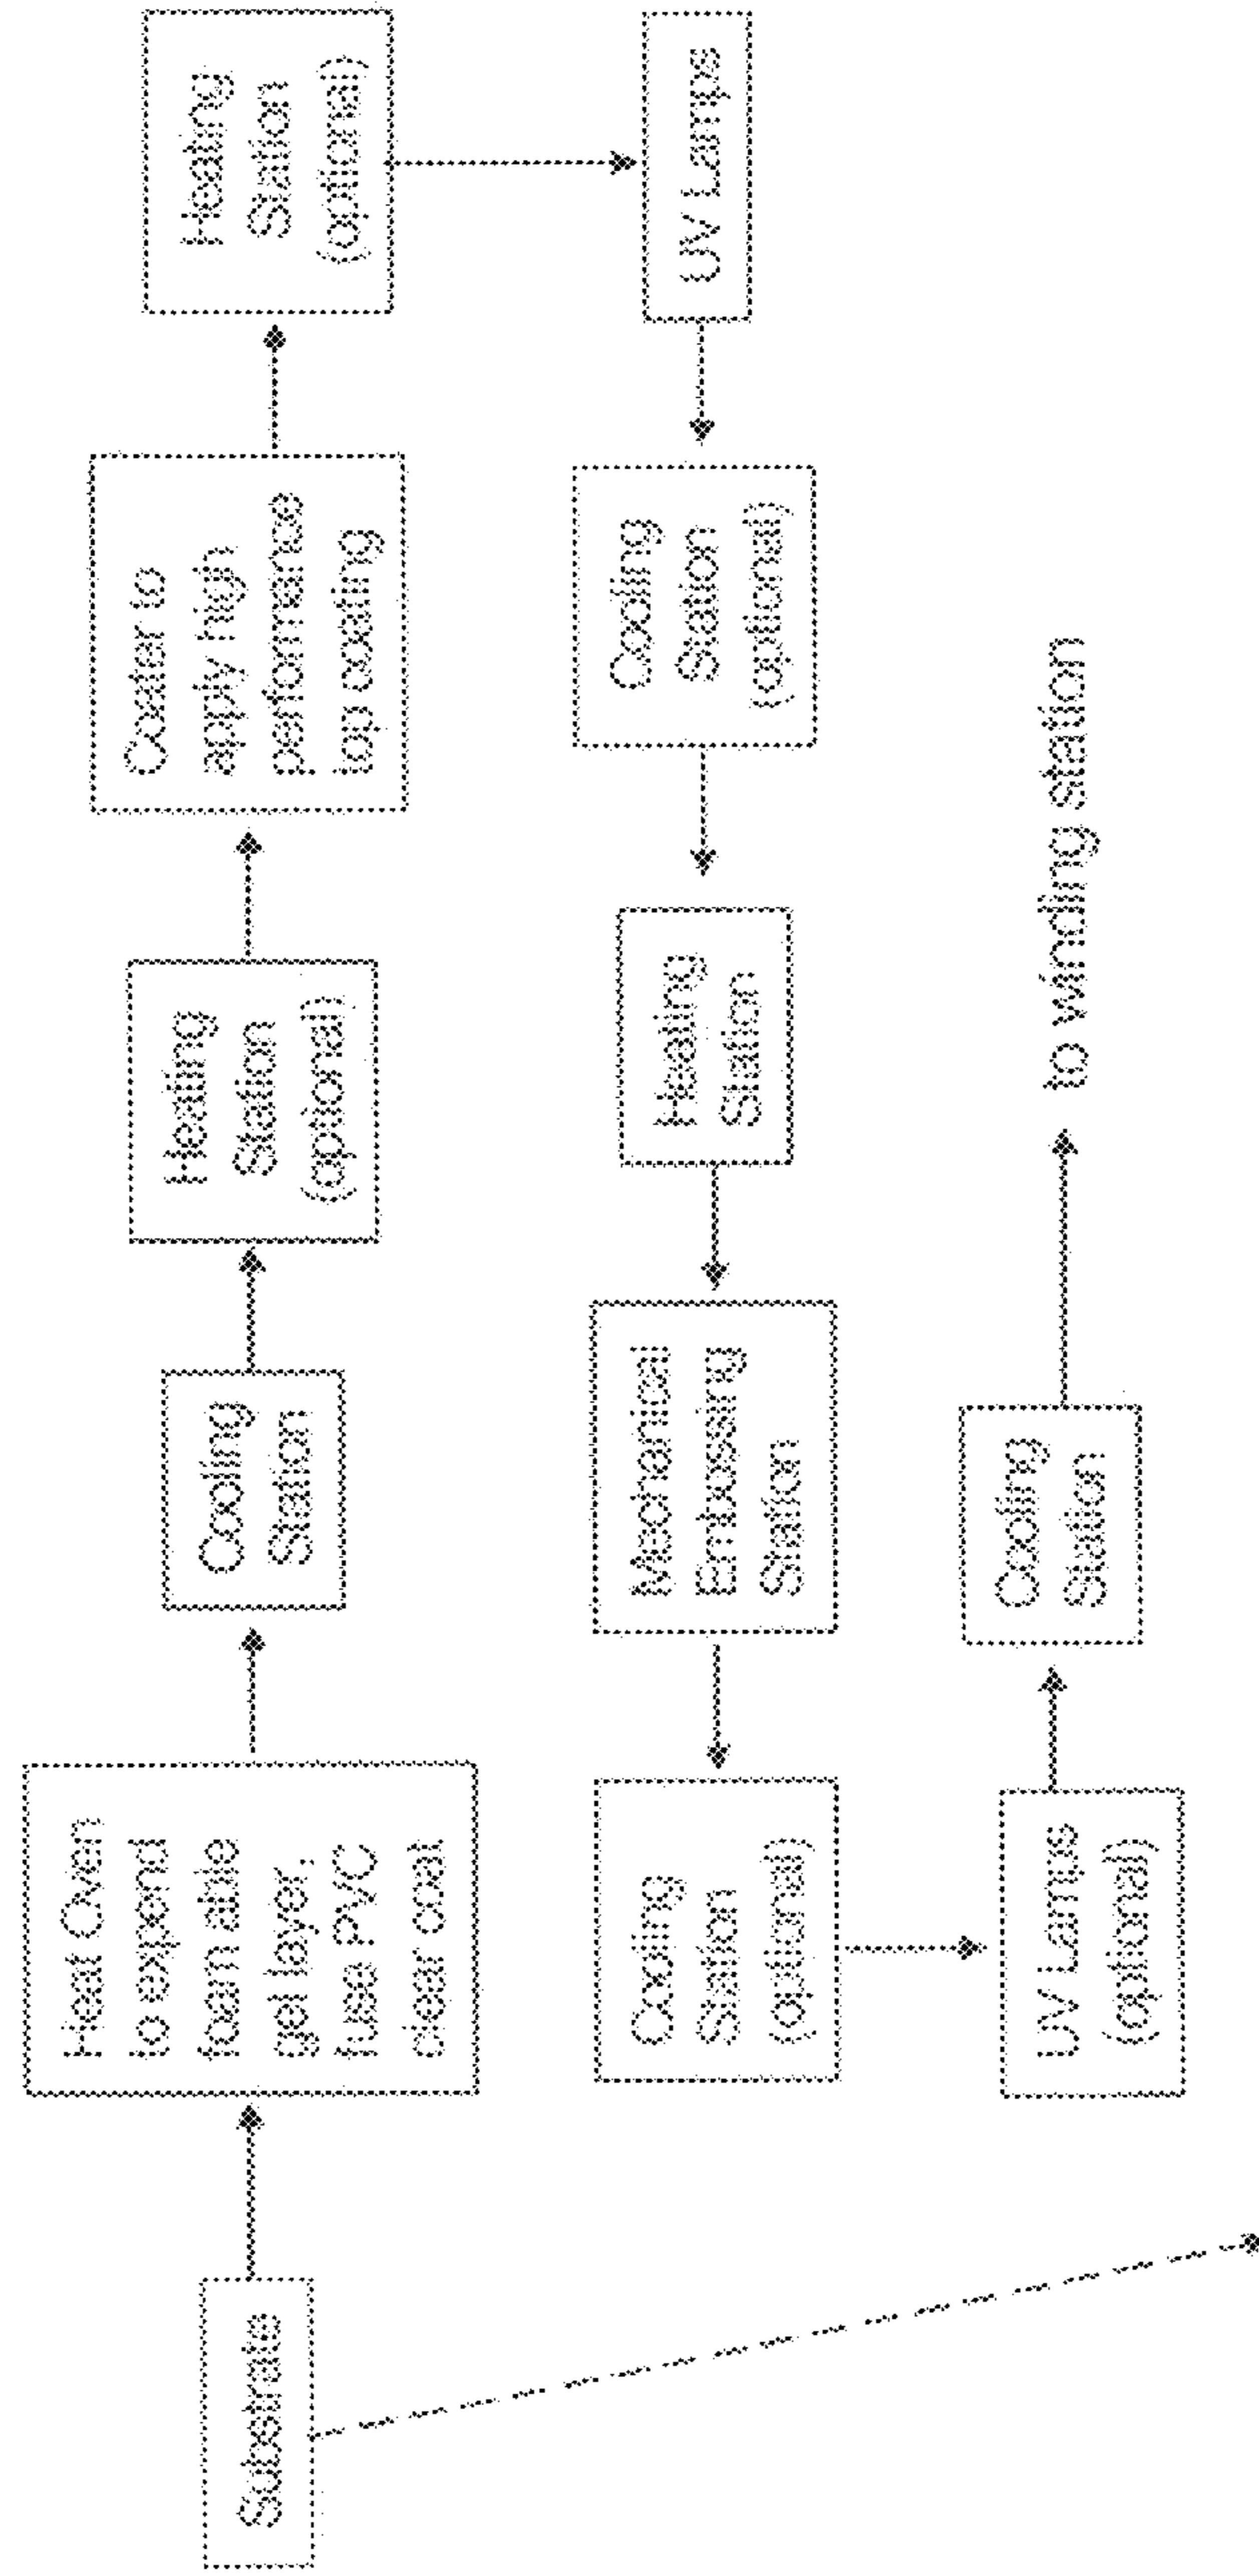 Substrate
Heat Oven
to expand
foamable
gel layer,
fuse PVC
clear coat
Cooling
Station
Heating
Station
(optional)
Coater to
apply high
performance
top coating
Heating
Station
(optional)
UV Lamps
Cooling
Station
(optional)
Heating
Station
Mechanical
Embossing
Station
Cooling
Station
(optional)
UV Lamps
(optional)
Cooling
Station
to winding station